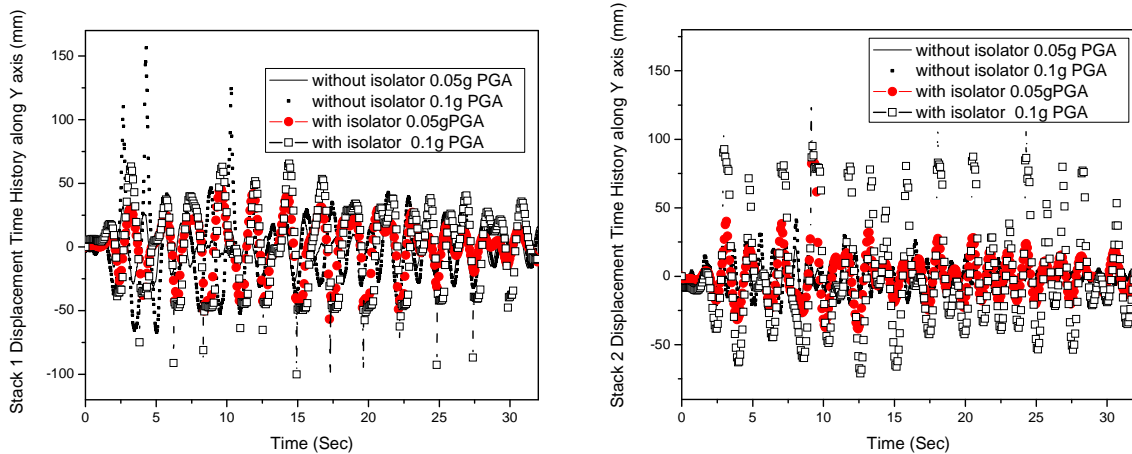 Stack 1 Displacement Time History along Y axis (mm)
150
100
50
0
-50
-100
without isolator 0.05g PGA
without isolator 0.1g PGA
with isolator 0.05gPGA
with isolator 0.1g PGA
0 5 10 15 20 25 30
Time (Sec)
Stack 2 Displacement Time History along Y axis (mm)
150
100
50
0
-50
without isolator 0.05g PGA
without isolator 0.1g PGA
with isolator 0.05gPGA
with isolator 0.1g PGA
0 5 10 15 20 25 30
Time (Sec)